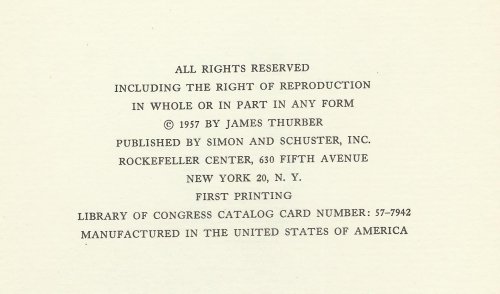 ALL RIGHTS RESERVED
INCLUDING THE RIGHT OF REPRODUCTION
IN WHOLE OR IN PART IN ANY FORM
© 1957 BY JAMES THURBER
PUBLISHED BY SIMON AND SCHUSTER, INC.
ROCKEFELLER CENTER, 630 FIFTH AVENUE
NEW YORK 20, N. Y.
FIRST PRINTING
LIBRARY OF CONGRESS CATALOG CARD NUMBER: 57-7942
MANUFACTURED IN THE UNITED STATES OF AMERICA